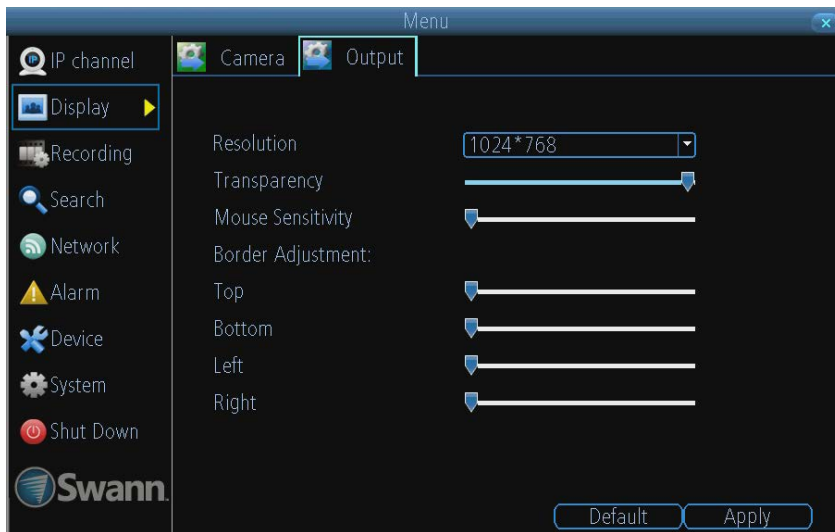 Menu
IP channel
Display
Recording
Search
Network
Alarm
Device
System
Shut Down
Swann.
Camera
Output
Resolution
1024*768
Transparency
Mouse Sensitivity
Border Adjustment:
Top
Bottom
Left
Right
Default
Apply